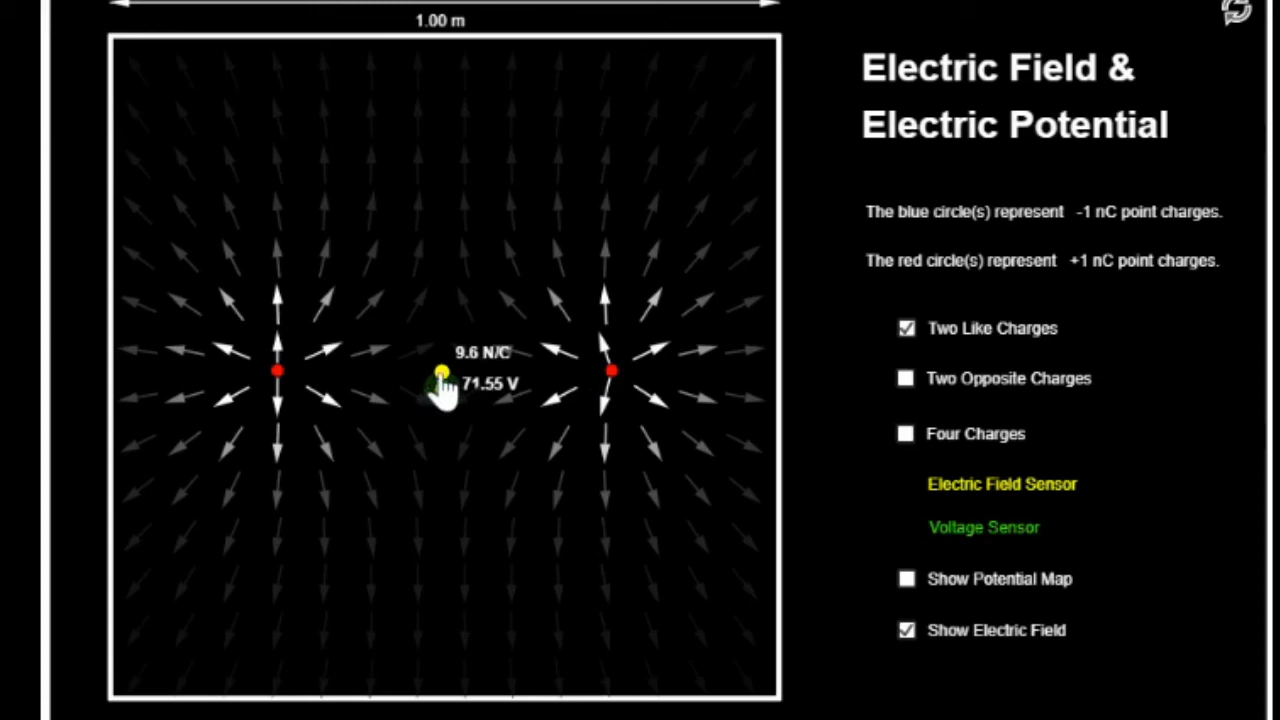 1.00 m
Electric Field &
Electric Potential
The blue circle(s) represent -1 nC point charges.
The red circle(s) represent +1 nC point charges.
Two Like Charges
9.6 N/C
71.55 V
Two Opposite Charges
Four Charges
Electric Field Sensor
Voltage Sensor
Show Potential Map
Show Electric Field